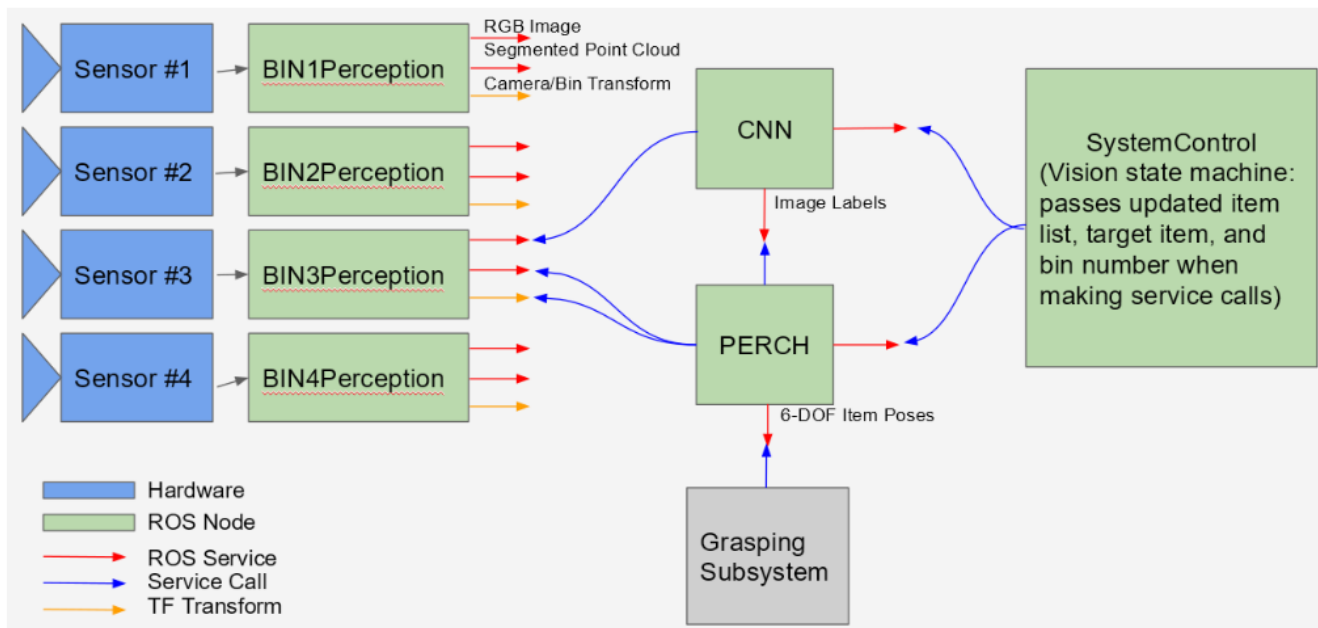 Sensor #1
BIN1Perception
RGB Image
Segmented Point Cloud
Camera/Bin Transform
Sensor #2
BIN2Perception
Sensor #3
BIN3Perception
Sensor #4
BIN4Perception
CNN
Image Labels
PERCH
6-DOF Item Poses
Grasping
Subsystem
SystemControl
(Vision state machine:
passes updated item
list, target item, and
bin number when
making service calls)
Hardware
ROS Node
ROS Service
Service Call
TF Transform